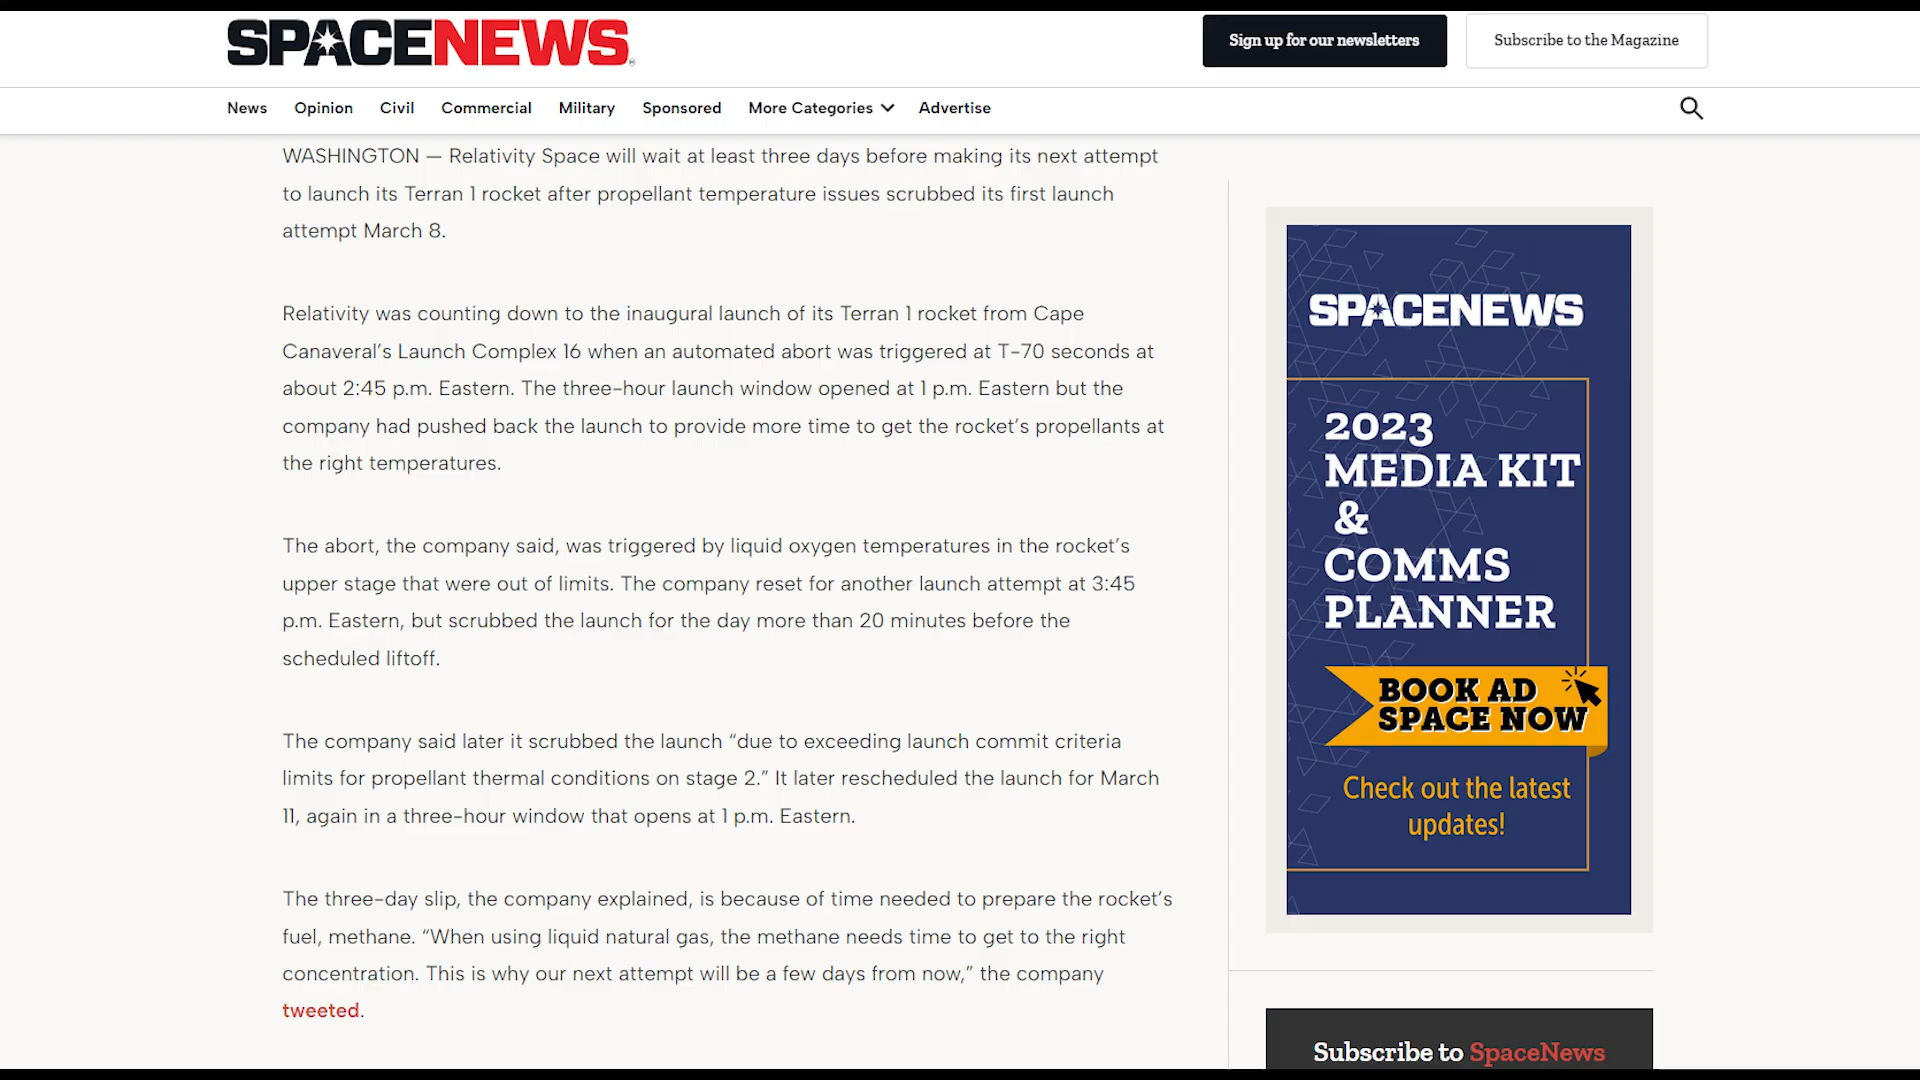 SPACENEWS
Sign up for our newsletters
Subscribe to the Magazine
News
Opinion
Civil
Commercial
Military
Sponsored
More Categories
Advertise
WASHINGTON — Relativity Space will wait at least three days before making its next attempt
to launch its Terran 1 rocket after propellant temperature issues scrubbed its first launch
attempt March 8.
Relativity was counting down to the inaugural launch of its Terran 1 rocket from Cape
Canaveral’s Launch Complex 16 when an automated abort was triggered at T-70 seconds at
about 2:45 p.m. Eastern. The three-hour launch window opened at 1 p.m. Eastern but the
company had pushed back the launch to provide more time to get the rocket’s propellants at
the right temperatures.
The abort, the company said, was triggered by liquid oxygen temperatures in the rocket’s
upper stage that were out of limits. The company reset for another launch attempt at 3:45
p.m. Eastern, but scrubbed the launch for the day more than 20 minutes before the
scheduled liftoff.
The company said later it scrubbed the launch “due to exceeding launch commit criteria
limits for propellant thermal conditions on stage 2.” It later rescheduled the launch for March
11, again in a three-hour window that opens at 1 p.m. Eastern.
The three-day slip, the company explained, is because of time needed to prepare the rocket’s
fuel, methane. “When using liquid natural gas, the methane needs time to get to the right
concentration. This is why our next attempt will be a few days from now,” the company
tweeted.
SPACENEWS
2023
MEDIA KIT
&
COMMS
PLANNER
BOOK AD
SPACE NOW
Check out the latest
updates!
Subscribe to SpaceNews